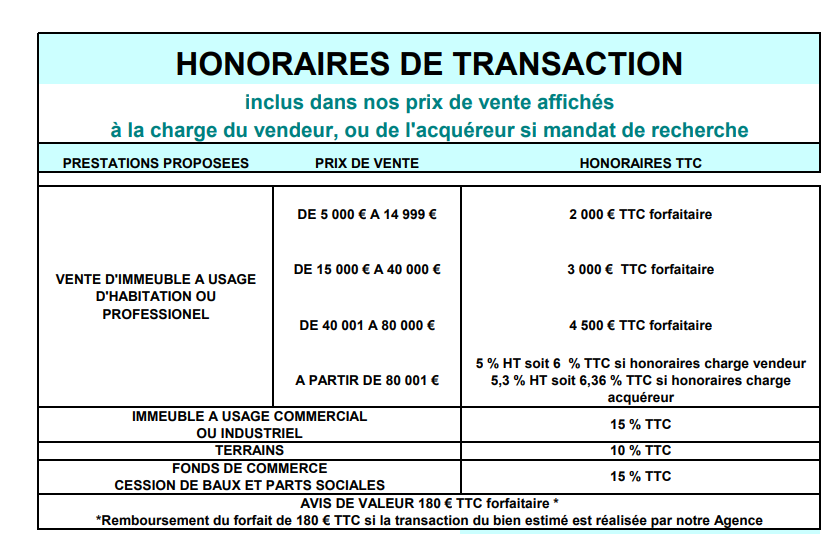 HONORAIRES DE TRANSACTION
inclus dans nos prix de vente affichés
à la charge du vendeur, ou de l'acquéreur si mandat de recherche
PRESTATIONS PROPOSEES PRIX DE VENTE HONORAIRES TTC
VENTE D'IMMEUBLE A USAGE
D'HABITATION OU
PROFESSIONEL
DE 5 000 € A 14 999 € 2 000 € TTC forfaitaire
DE 15 000 € A 40 000 € 3 000 € TTC forfaitaire
DE 40 001 A 80 000 € 4 500 € TTC forfaitaire
A PARTIR DE 80 001 €
5 % HT soit 6 % TTC si honoraires charge vendeur
5,3 % HT soit 6,36 % TTC si honoraires charge
acquéreur
IMMEUBLE A USAGE COMMERCIAL
OU INDUSTRIEL
15 % TTC
TERRAINS 10 % TTC
FONDS DE COMMERCE
CESSION DE BAUX ET PARTS SOCIALES
15 % TTC
AVIS DE VALEUR 180 € TTC forfaitaire *
*Remboursement du forfait de 180 € TTC si la transaction du bien estimé est réalisée par notre Agence